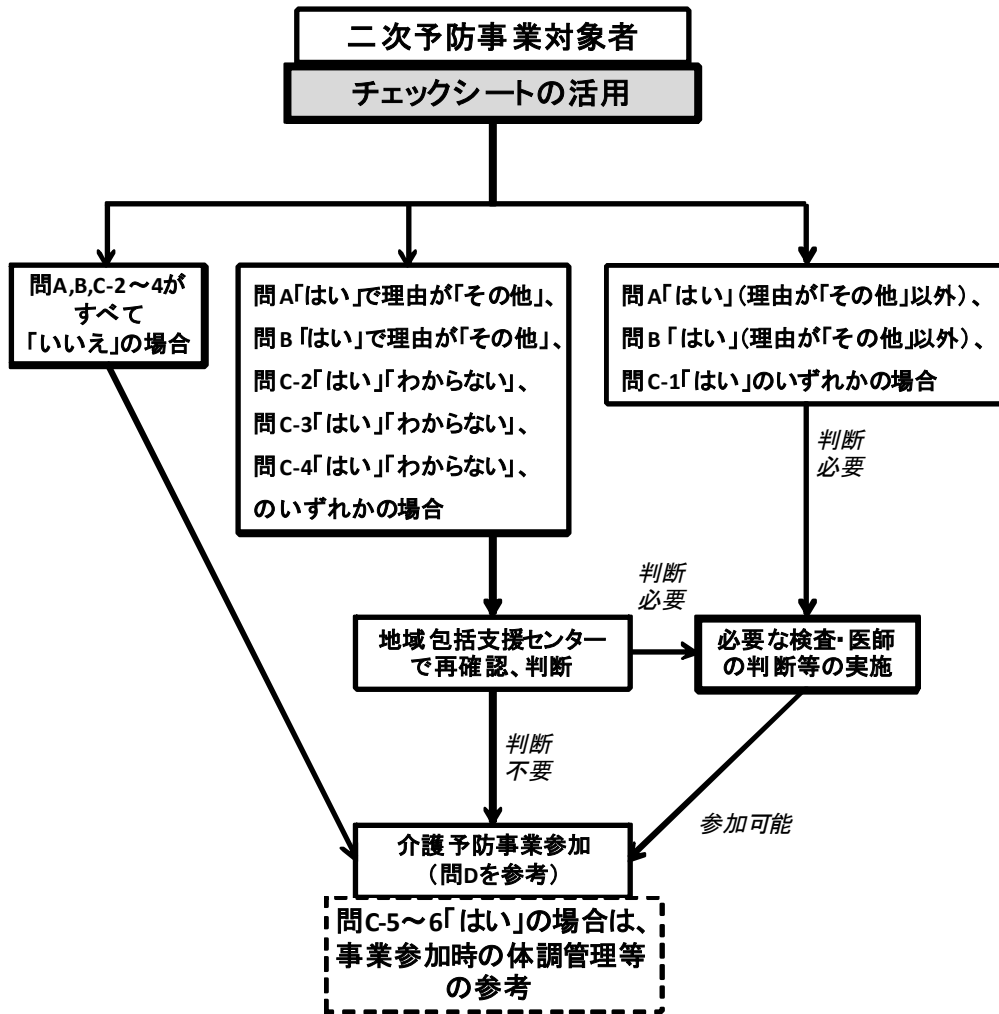 二次予防事業対象者
チェックシートの活用
問A,B,C-2～4が
すべて
「いいえ」の場合
問A「はい」で理由が「その他」、
問B「はい」で理由が「その他」、
問C-2「はい」「わからない」、
問C-3「はい」「わからない」、
問C-4「はい」「わからない」、
のいずれかの場合
問A「はい」（理由が「その他」以外）、
問B「はい」（理由が「その他」以外）、
問C-1「はい」のいずれかの場合
判断
必要
判断
必要
地域包括支援センター
で再確認、判断
必要な検査・医師
の判断等の実施
判断
不要
参加可能
介護予防事業参加
（問Dを参考）
問C-5～6「はい」の場合は、
事業参加時の体調管理等
の参考